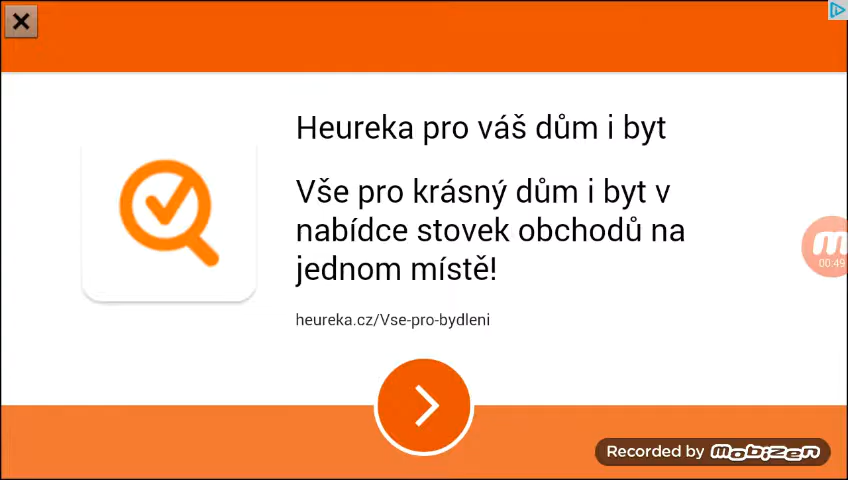 Heureka pro váš dům i byt
Vše pro krásný dům i byt v
nabídce stovek obchodů na
jednom místě!
heureka.cz/Vse-pro-bydleni
00:49
Recorded by mobizen